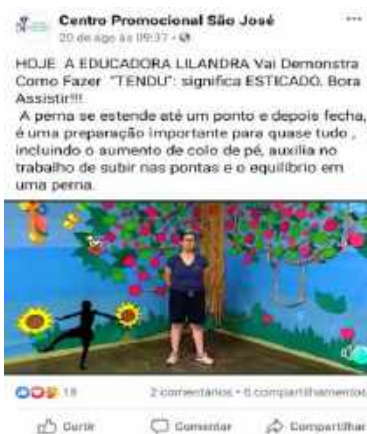 Centro Promocional São José
20 de ago às 09:37 •
HOJE A EDUCADORA LILANDRA Vai Demonstra
Como Fazer "TENDU": significa ESTICADO. Bora
Assistir!!!
A perna se estende até um ponto e depois fecha,
é uma preparação importante para quase tudo ,
incluindo o aumento de colo de pé, auxilia no
trabalho de subir nas pontas e o equilíbrio em
uma perna.
18
2 comentários • 6 compartilhamentos
Curtir
Comentar
Compartilhar